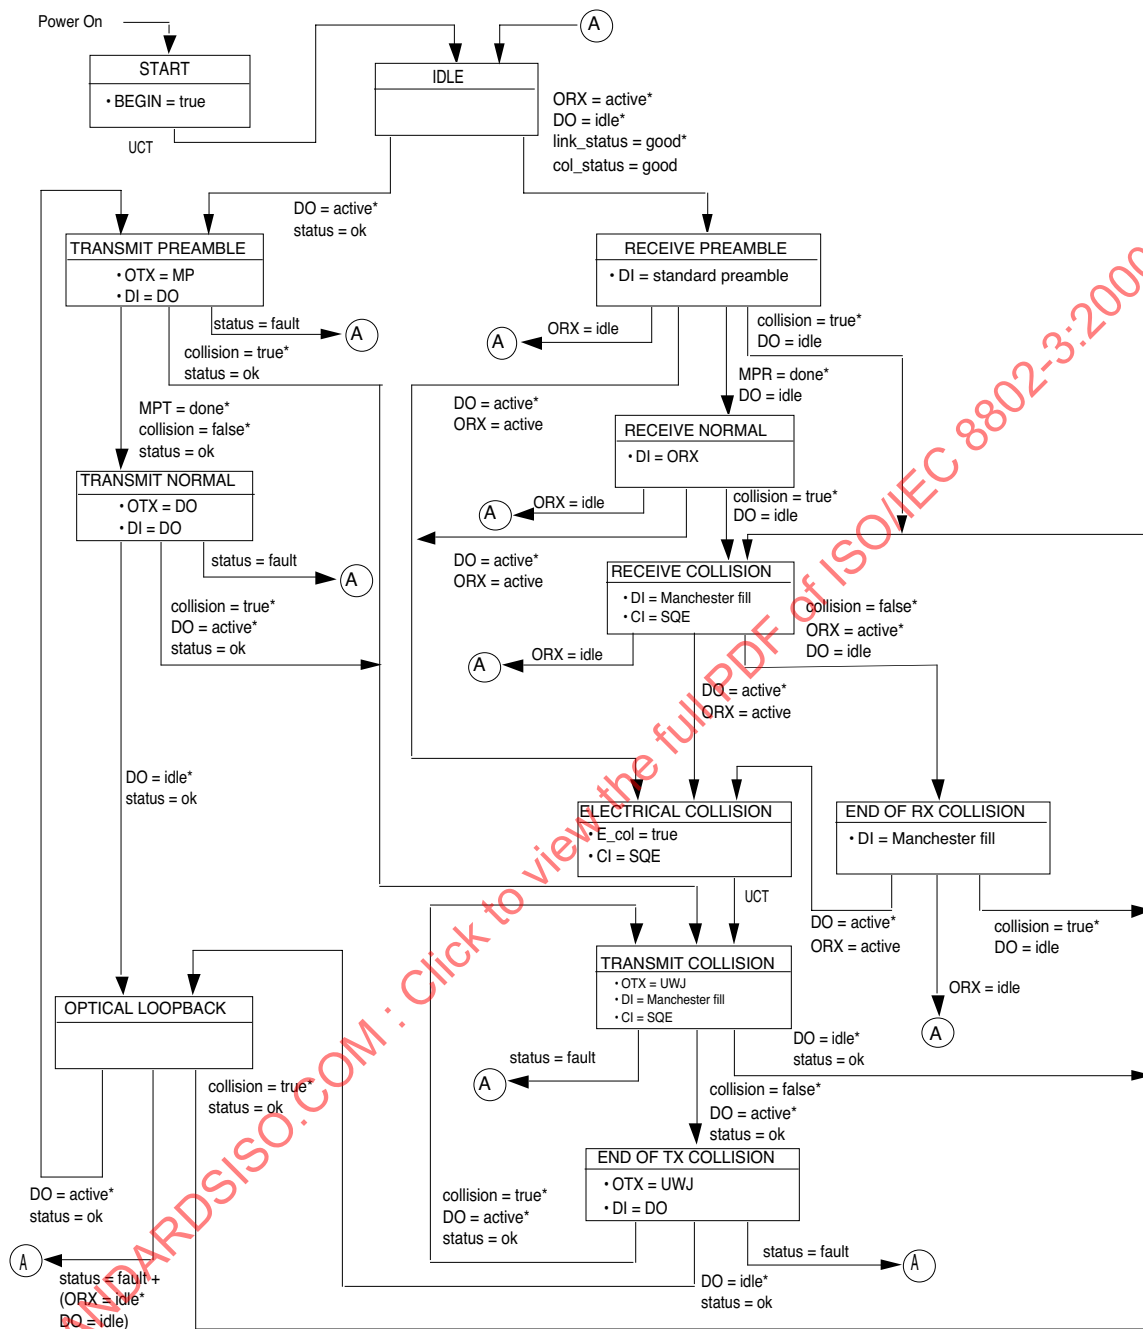 Power On
A
START
• BEGIN = true
UCT
IDLE
ORX = active*
DO = idle*
link_status = good*
col_status = good
DO = active*
status = ok
TRANSMIT PREAMBLE
• OTX = MP
• DI = DO
status = fault
A
collision = true*
status = ok
RECEIVE PREAMBLE
• DI = standard preamble
A
ORX = idle
collision = true*
DO = idle
MPR = done*
DO = idle
DO = active*
ORX = active
MPT = done*
collision = false*
status = ok
TRANSMIT NORMAL
• OTX = DO
• DI = DO
status = fault
A
collision = true*
DO = active*
status = ok
RECEIVE NORMAL
• DI = ORX
A
ORX = idle
collision = true*
DO = idle
DO = active*
ORX = active
RECEIVE COLLISION
• DI = Manchester fill
• CI = SQE
A
ORX = idle
collision = false*
ORX = active*
DO = idle
DO = active*
ORX = active
DO = idle*
status = ok
ELECTRICAL COLLISION
• E_col = true
• CI = SQE
UCT
END OF RX COLLISION
• DI = Manchester fill
DO = active*
ORX = active
collision = true*
DO = idle
ORX = idle
A
TRANSMIT COLLISION
• OTX = UWJ
• DI = Manchester fill
• CI = SQE
status = fault
A
DO = idle*
status = ok
collision = false*
DO = active*
status = ok
OPTICAL LOOPBACK
collision = true*
status = ok
DO = active*
status = ok
A
status = fault +
(ORX = idle*
DO = idle)
END OF TX COLLISION
• OTX = UWJ
• DI = DO
collision = true*
DO = active*
status = ok
status = fault
A
DO = idle*
status = ok
NDARDSISO.COM : Click to view the full PDF of ISO/IEC 8802-3:2000